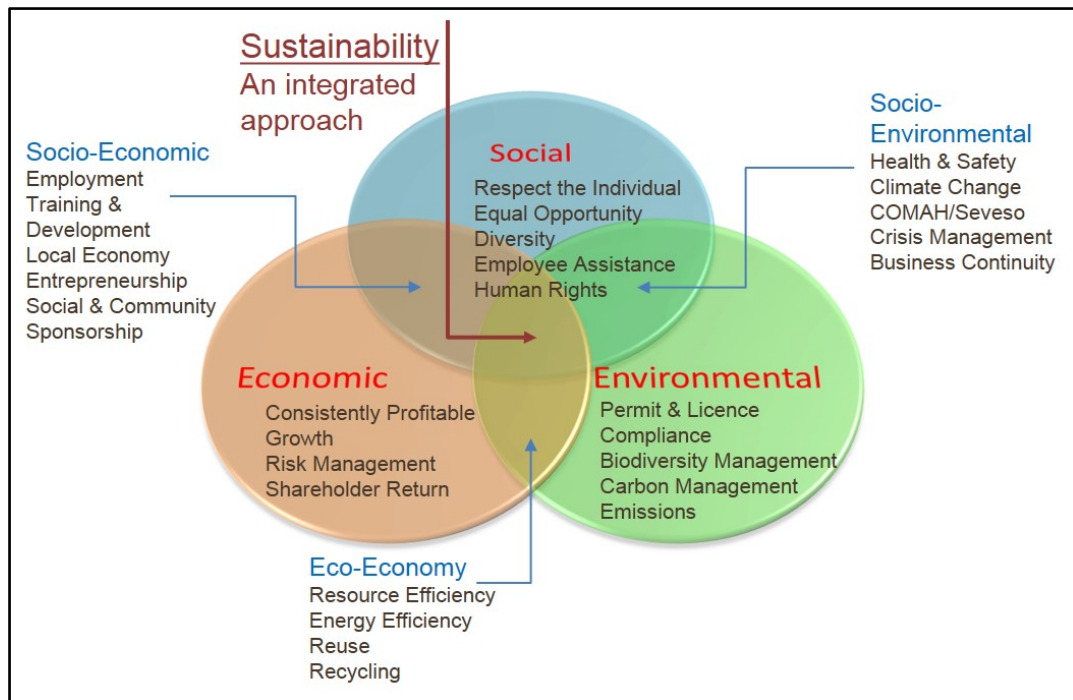 Sustainability
An integrated
approach
Socio-Economic
Employment
Training &
Development
Local Economy
Entrepreneurship
Social & Community
Sponsorship
Social
Respect the Individual
Equal Opportunity
Diversity
Employee Assistance
Human Rights
Socio-
Environmental
Health & Safety
Climate Change
COMAH/Seveso
Crisis Management
Business Continuity
Economic
Consistently Profitable
Growth
Risk Management
Shareholder Return
Environmental
Permit & Licence
Compliance
Biodiversity Management
Carbon Management
Emissions
Eco-Economy
Resource Efficiency
Energy Efficiency
Reuse
Recycling